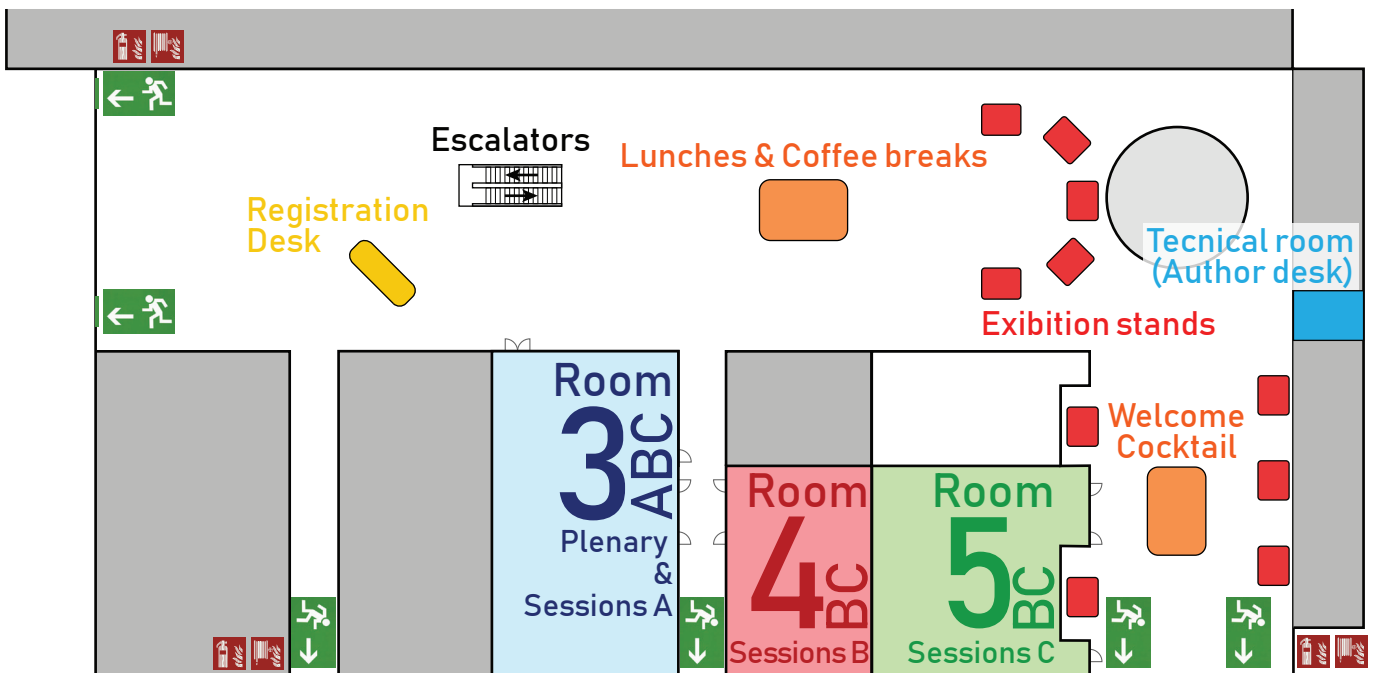 Escalators
Lunches & Coffee breaks
Registration
Desk
Tecnical room
(Author desk)
Exibition stands
Room
3
ABC
Plenary
&
Sessions A
Room
4
BC
Sessions B
Room
5
BC
Sessions C
Welcome
Cocktail